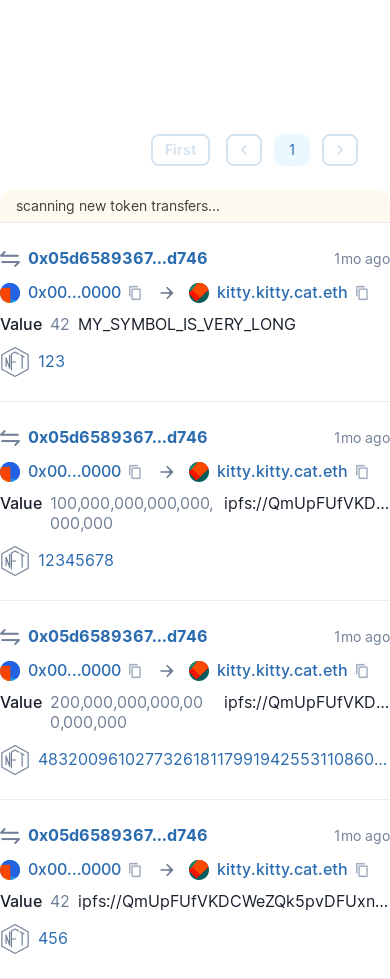 First 1
scanning new token transfers...
0x05d6589367...d746 1mo ago
0x00...0000 kitty.kitty.cat.eth
Value 42 MY_SYMBOL_IS_VERY_LONG
NFT 123
0x05d6589367...d746 1mo ago
0x00...0000 kitty.kitty.cat.eth
Value 100,000,000,000,000, ipfs://QmUpFUfVKD...
000,000
NFT 12345678
0x05d6589367...d746 1mo ago
0x00...0000 kitty.kitty.cat.eth
Value 200,000,000,000,00 ipfs://QmUpFUfVKD...
0,000,000
NFT 483200961027732618117991942553110860...
0x05d6589367...d746 1mo ago
0x00...0000 kitty.kitty.cat.eth
Value 42 ipfs://QmUpFUfVKDCWeZQk5pvDFUxn...
NFT 456